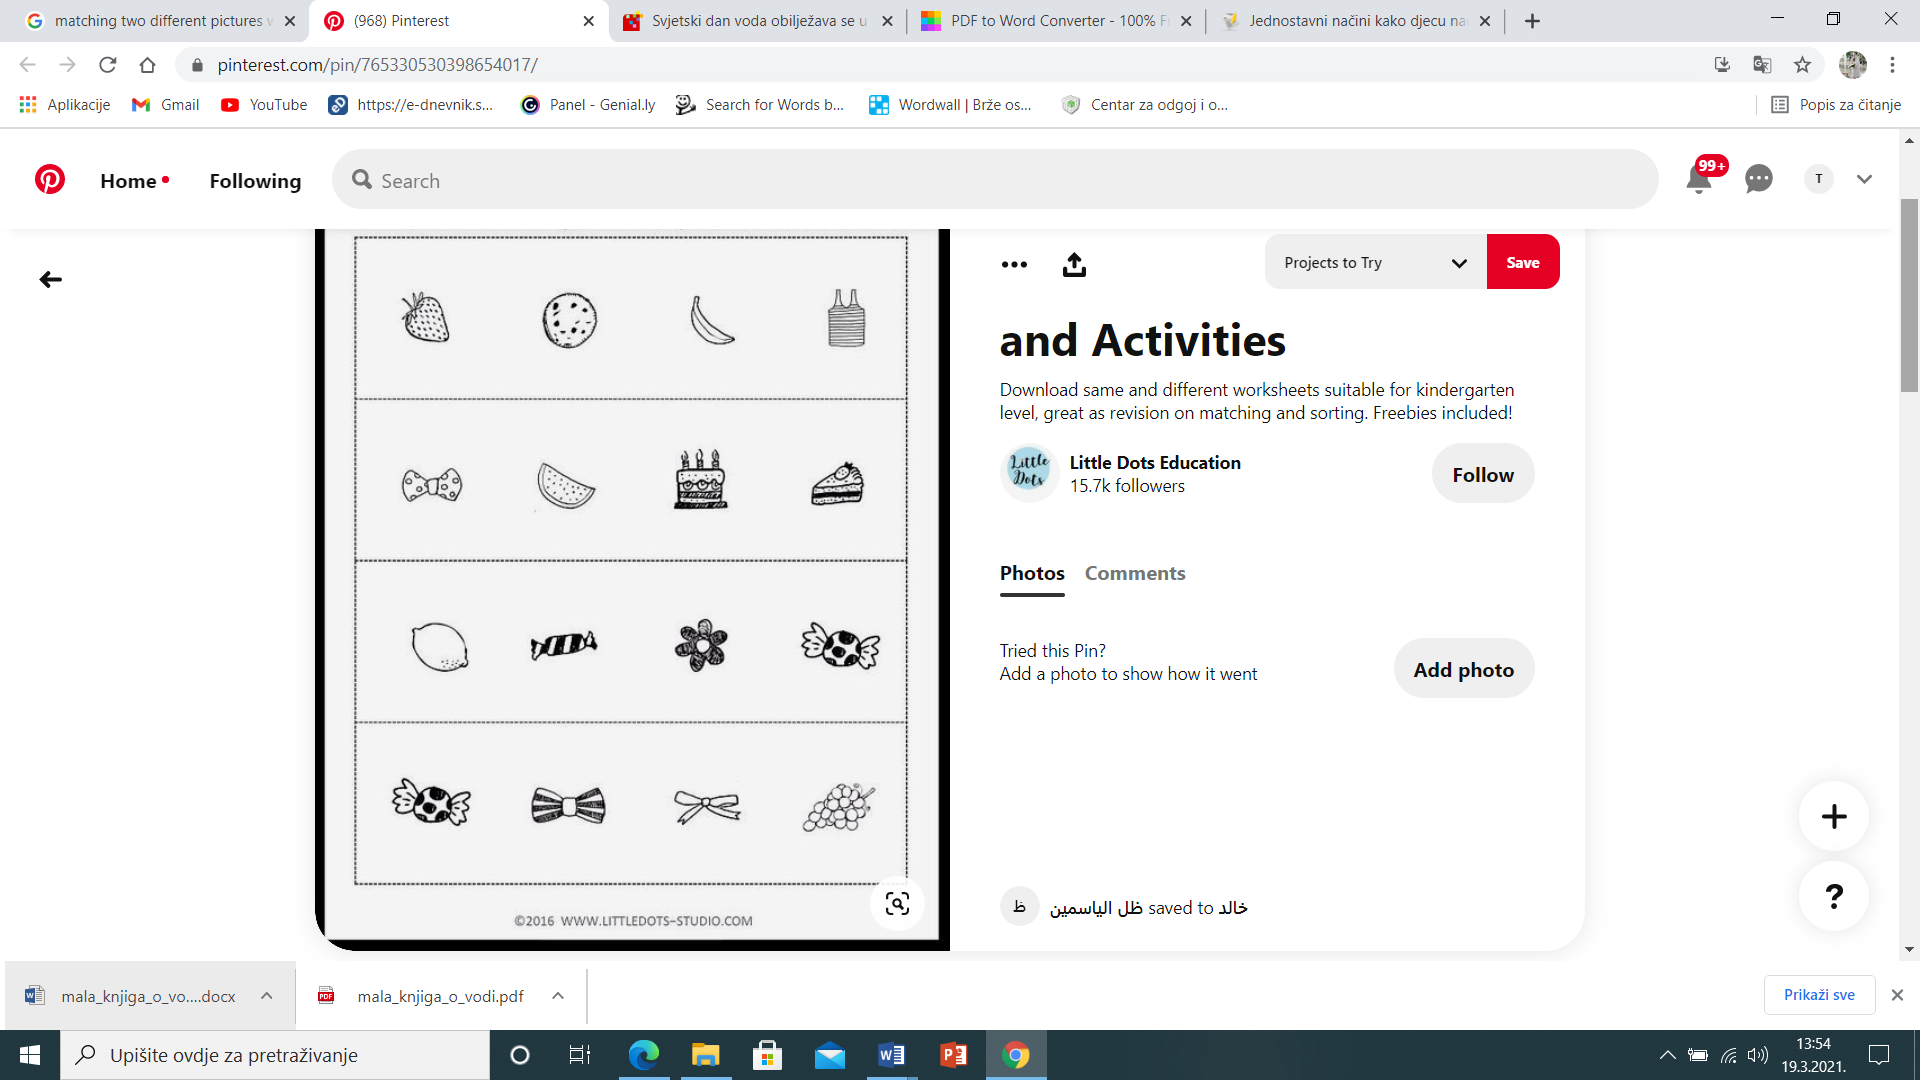 matching two different pictures w
(968) Pinterest
Svjetski dan voda obilježava se u
PDF to Word Converter - 100% Fr
Jednostavni načini kako djecu nau
pinterest.com/pin/765330530398654017/
Aplikacije
Gmail
YouTube
https://e-dnevnik.s...
Panel - Genial.ly
Search for Words b...
Wordwall | Brže os...
Centar za odgoj i o...
Popis za čitanje
Home
Following
Search
99+
T
Projects to Try
Save
and Activities
Download same and different worksheets suitable for kindergarten
level, great as revision on matching and sorting. Freebies included!
Little Dots
Little Dots Education
15.7k followers
Follow
Photos
Comments
Tried this Pin?
Add a photo to show how it went
Add photo
?
©2016 WWW.LITTLEDOTS-STUDIO.COM
ظ
ظل الياسمين saved to خالد
mala_knjiga_o_vo....docx
PDF
mala_knjiga_o_vodi.pdf
Prikaži sve
Upišite ovdje za pretraživanje
13:54
19.3.2021.